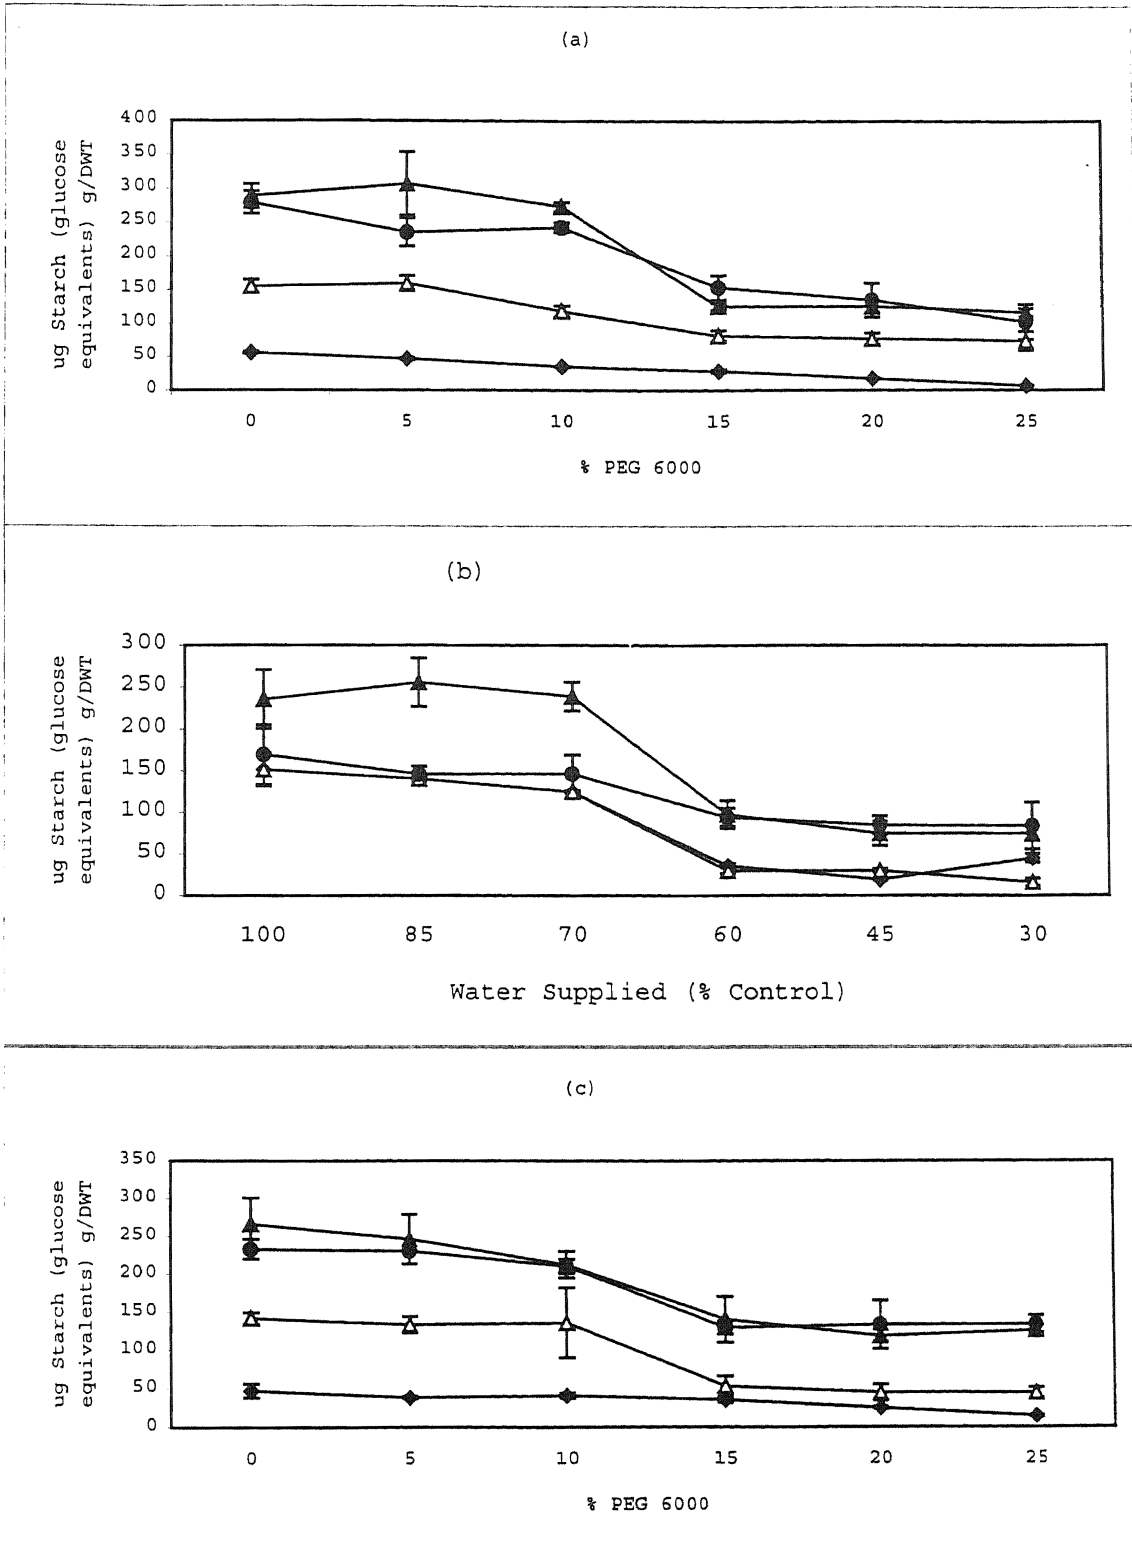 (a)
ug Starch (glucose
equivalents) g/DWT
400
350
300
250
200
150
100
50
0
0 5 10 15 20 25
% PEG 6000
(b)
ug Starch (glucose
equivalents) g/DWT
300
250
200
150
100
50
0
100 85 70 60 45 30
Water Supplied (% Control)
(c)
ug Starch (glucose
equivalents) g/DWT
350
300
250
200
150
100
50
0
0 5 10 15 20 25
% PEG 6000